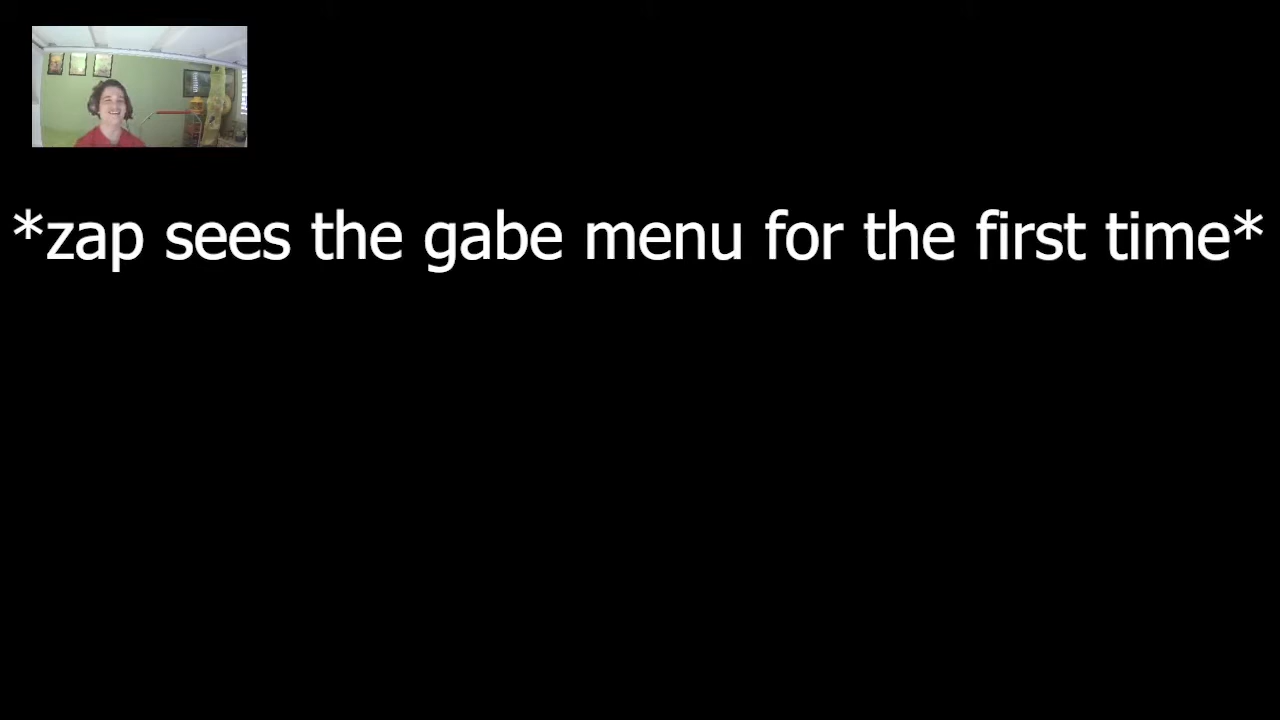 *zap sees the gabe menu for the first time*